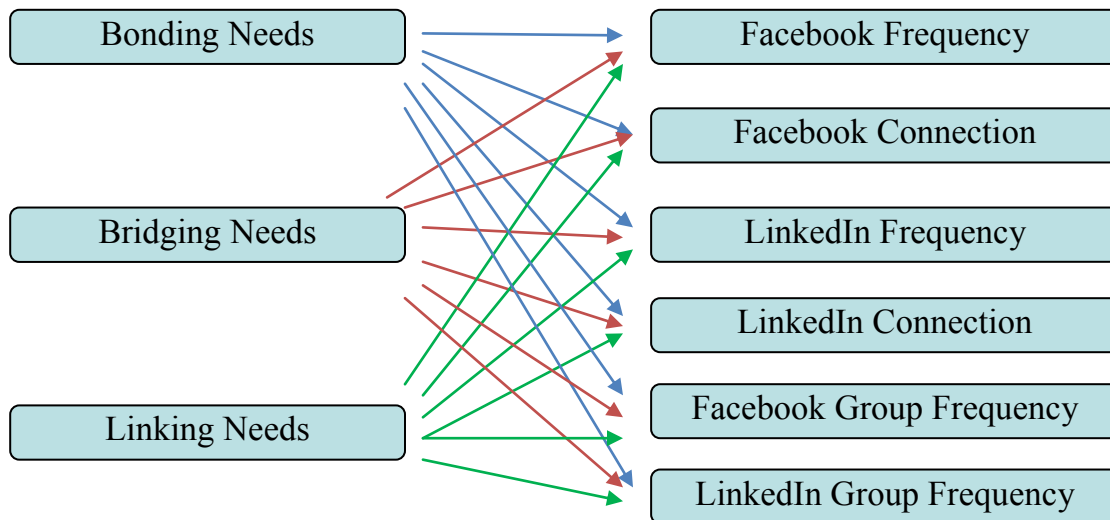 Bonding Needs
Bridging Needs
Linking Needs
Facebook Frequency
Facebook Connection
LinkedIn Frequency
LinkedIn Connection
Facebook Group Frequency
LinkedIn Group Frequency